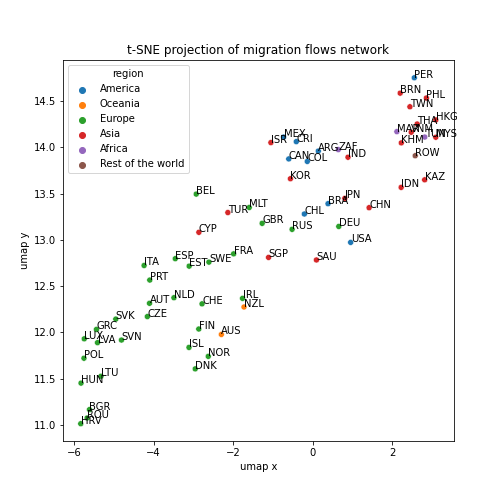 t-SNE projection of migration flows network
region
America
Oceania
Europe
Asia
Africa
Rest of the world
PER
BRN
PHL
TWN
HKG
THA
MAR
VNM
TUN
MYS
MEX
CRI
ISR
KHM
ARG
ZAF
IND
ROW
CAN
COL
KOR
KAZ
IDN
BEL
JPN
BRA
CHN
MLT
TUR
CHL
GBR
RUS
DEU
CYP
USA
FRA
ESP
SWE
SGP
SAU
ITA
EST
PRT
NLD
IRL
AUT
CHE
NZL
CZE
SVK
GRC
FIN
AUS
LUX
LVA
SVN
ISL
POL
NOR
DNK
LTU
HUN
BGR
ROU
HRV
umap y
14.5
14.0
13.5
13.0
12.5
12.0
11.5
11.0
−6
−4
−2
0
2
umap x